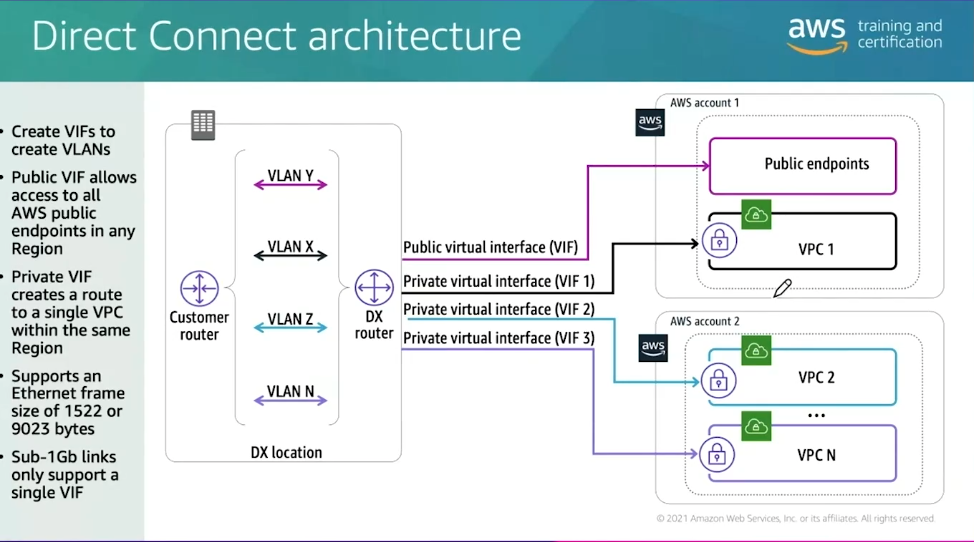 Direct Connect architecture
aws
training and
certification
• Create VIFs to
create VLANs
• Public VIF allows
access to all
AWS public
endpoints in any
Region
• Private VIF
creates a route
to a single VPC
within the same
Region
• Supports an
Ethernet frame
size of 1522 or
9023 bytes
• Sub-1Gb links
only support a
single VIF
VLAN Y
VLAN X
VLAN Z
VLAN N
Customer
router
DX
router
DX location
Public virtual interface (VIF)
Private virtual interface (VIF 1)
Private virtual interface (VIF 2)
Private virtual interface (VIF 3)
aws
AWS account 1
Public endpoints
VPC 1
aws
AWS account 2
VPC 2
...
VPC N
© 2021 Amazon Web Services, Inc. or its affiliates. All rights reserved.